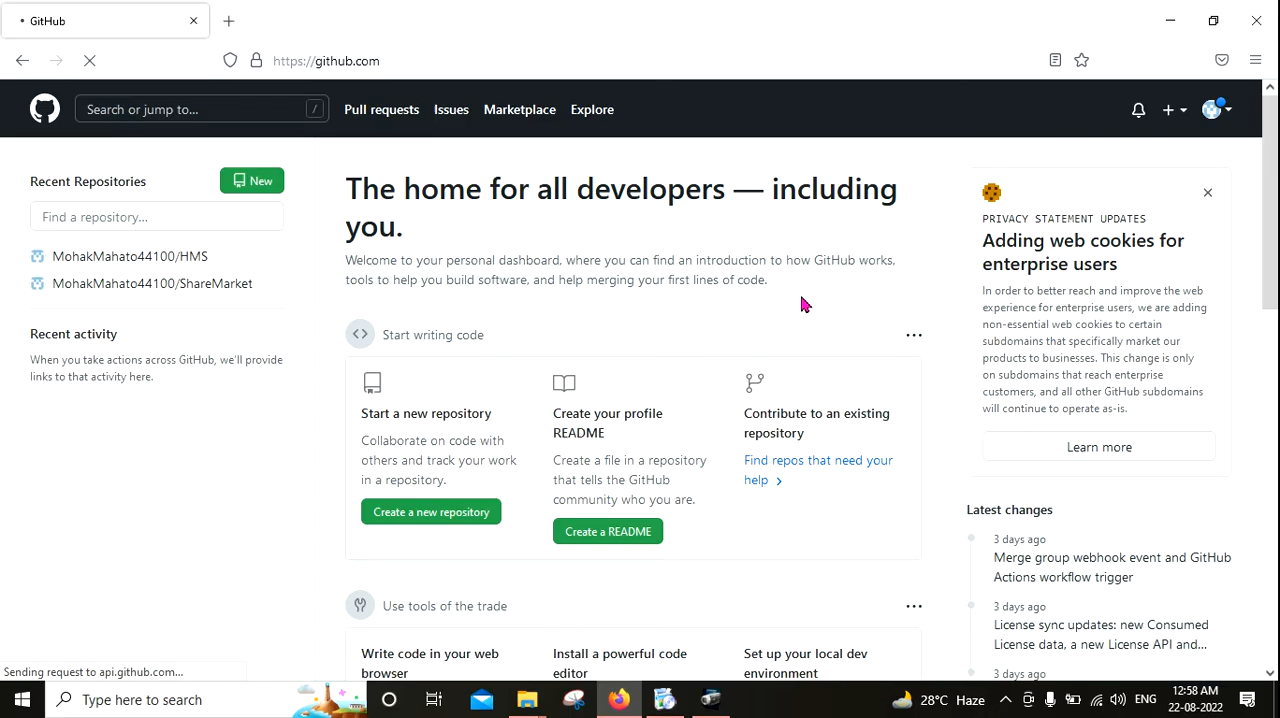 GitHub
https://github.com
Search or jump to...
/
Pull requests
Issues
Marketplace
Explore
Recent Repositories
New
Find a repository...
MohakMahato44100/HMS
MohakMahato44100/ShareMarket
Recent activity
When you take actions across GitHub, we'll provide
links to that activity here.
The home for all developers — including
you.
Welcome to your personal dashboard, where you can find an introduction to how GitHub works,
tools to help you build software, and help merging your first lines of code.
Start writing code
Start a new repository
Collaborate on code with
others and track your work
in a repository.
Create a new repository
Create your profile
README
Create a file in a repository
that tells the GitHub
community who you are.
Create a README
Contribute to an existing
repository
Find repos that need your
help
Use tools of the trade
Write code in your web
browser
Install a powerful code
editor
Set up your local dev
environment
PRIVACY STATEMENT UPDATES
Adding web cookies for
enterprise users
In order to better reach and improve the web
experience for enterprise users, we are adding
non-essential web cookies to certain
subdomains that specifically market our
products to businesses. This change is only
on subdomains that reach enterprise
customers, and all other GitHub subdomains
will continue to operate as-is.
Learn more
Latest changes
3 days ago
Merge group webhook event and GitHub
Actions workflow trigger
3 days ago
License sync updates: new Consumed
License data, a new License API and...
3 days ago
Sending request to api.github.com...
Type here to search
28°C Haze
ENG
12:58 AM
22-08-2022